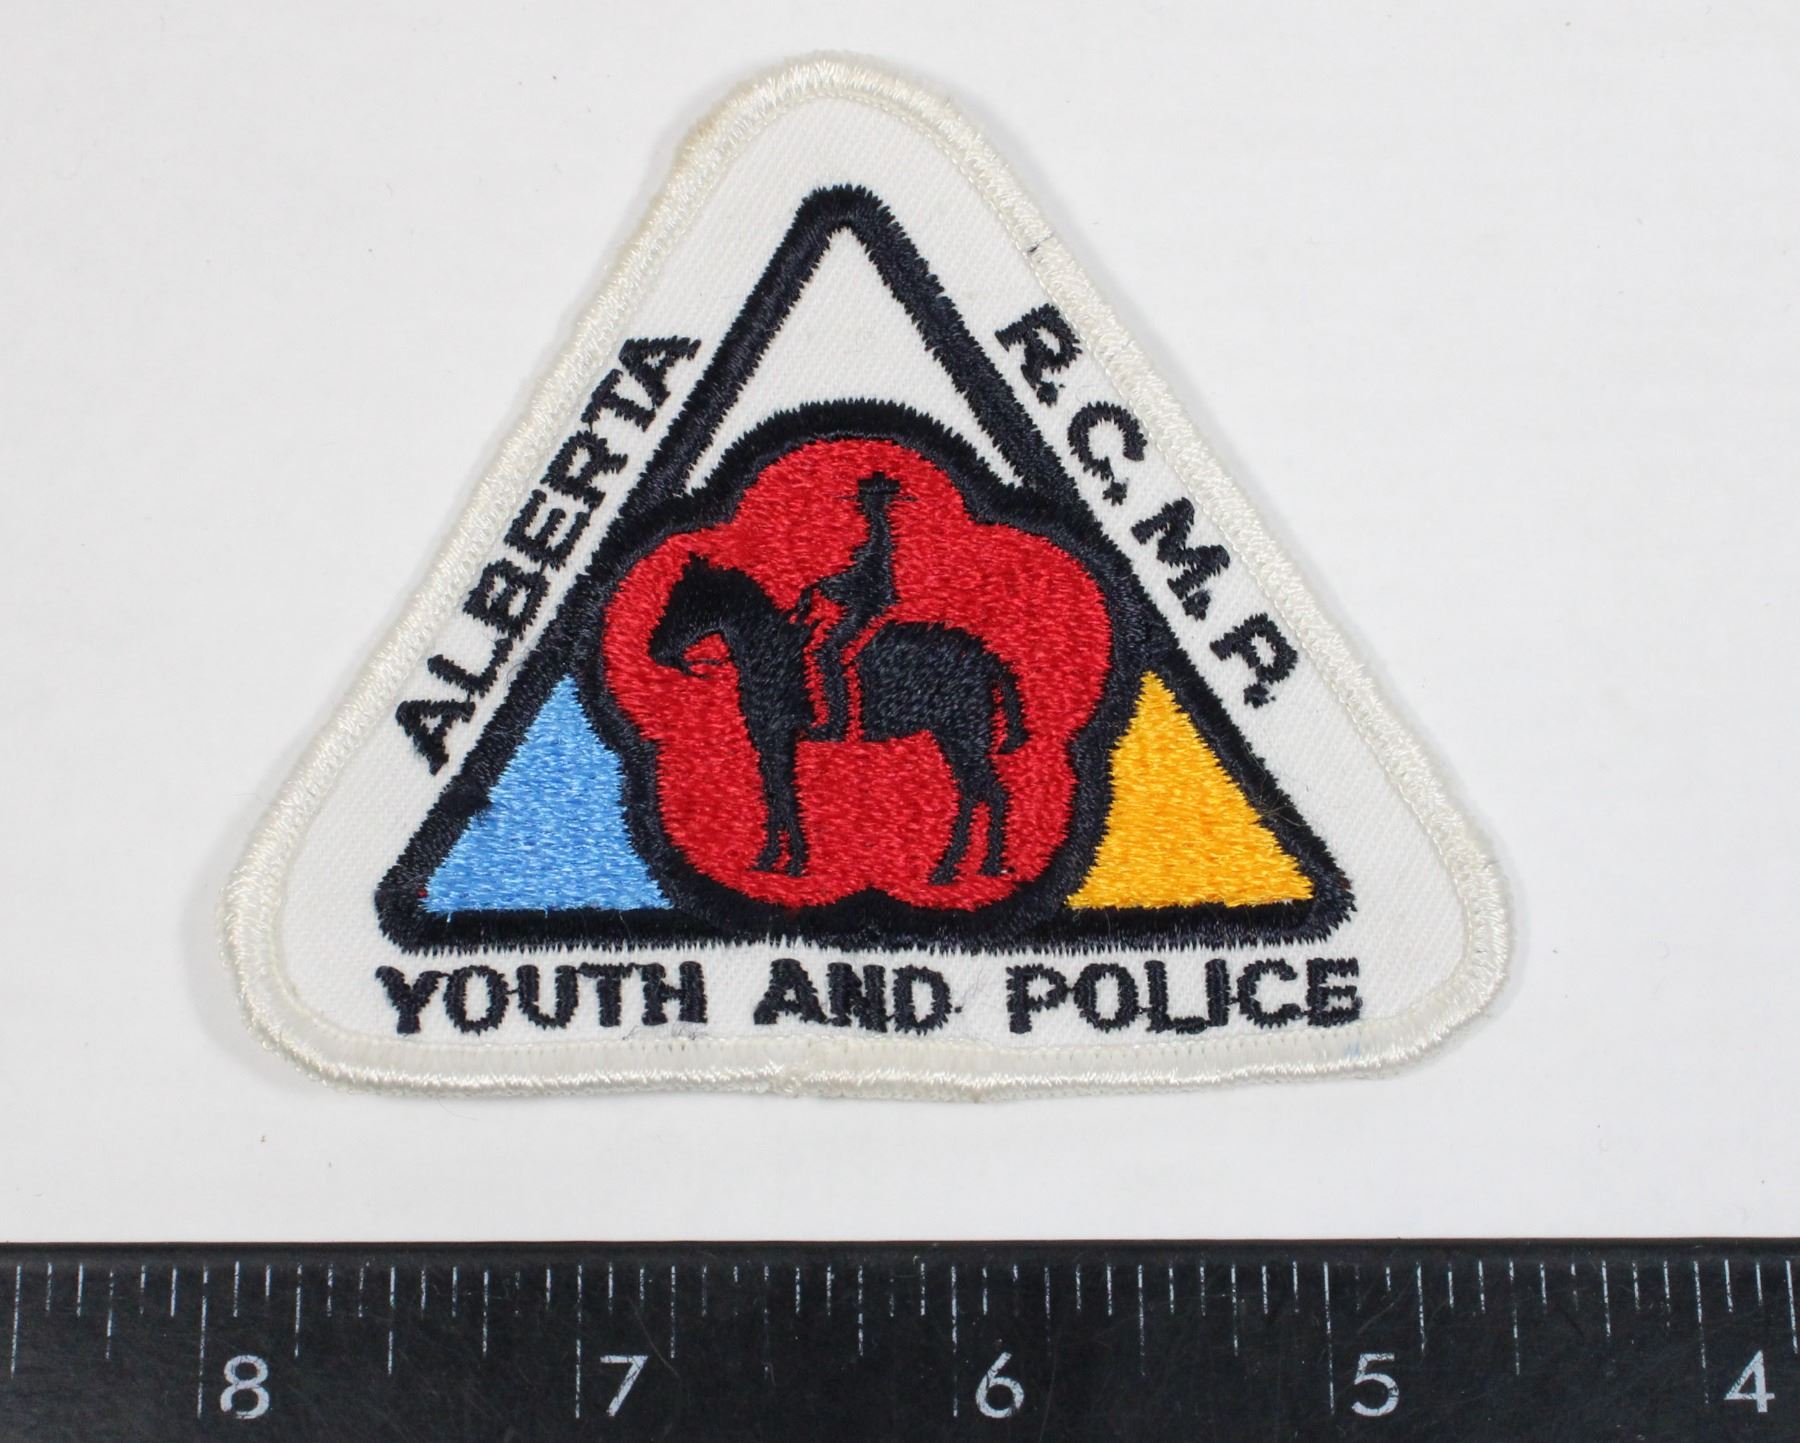 ALBERTA
R.C.M.P.
YOUTH AND POLICE
8 7 6 5 4